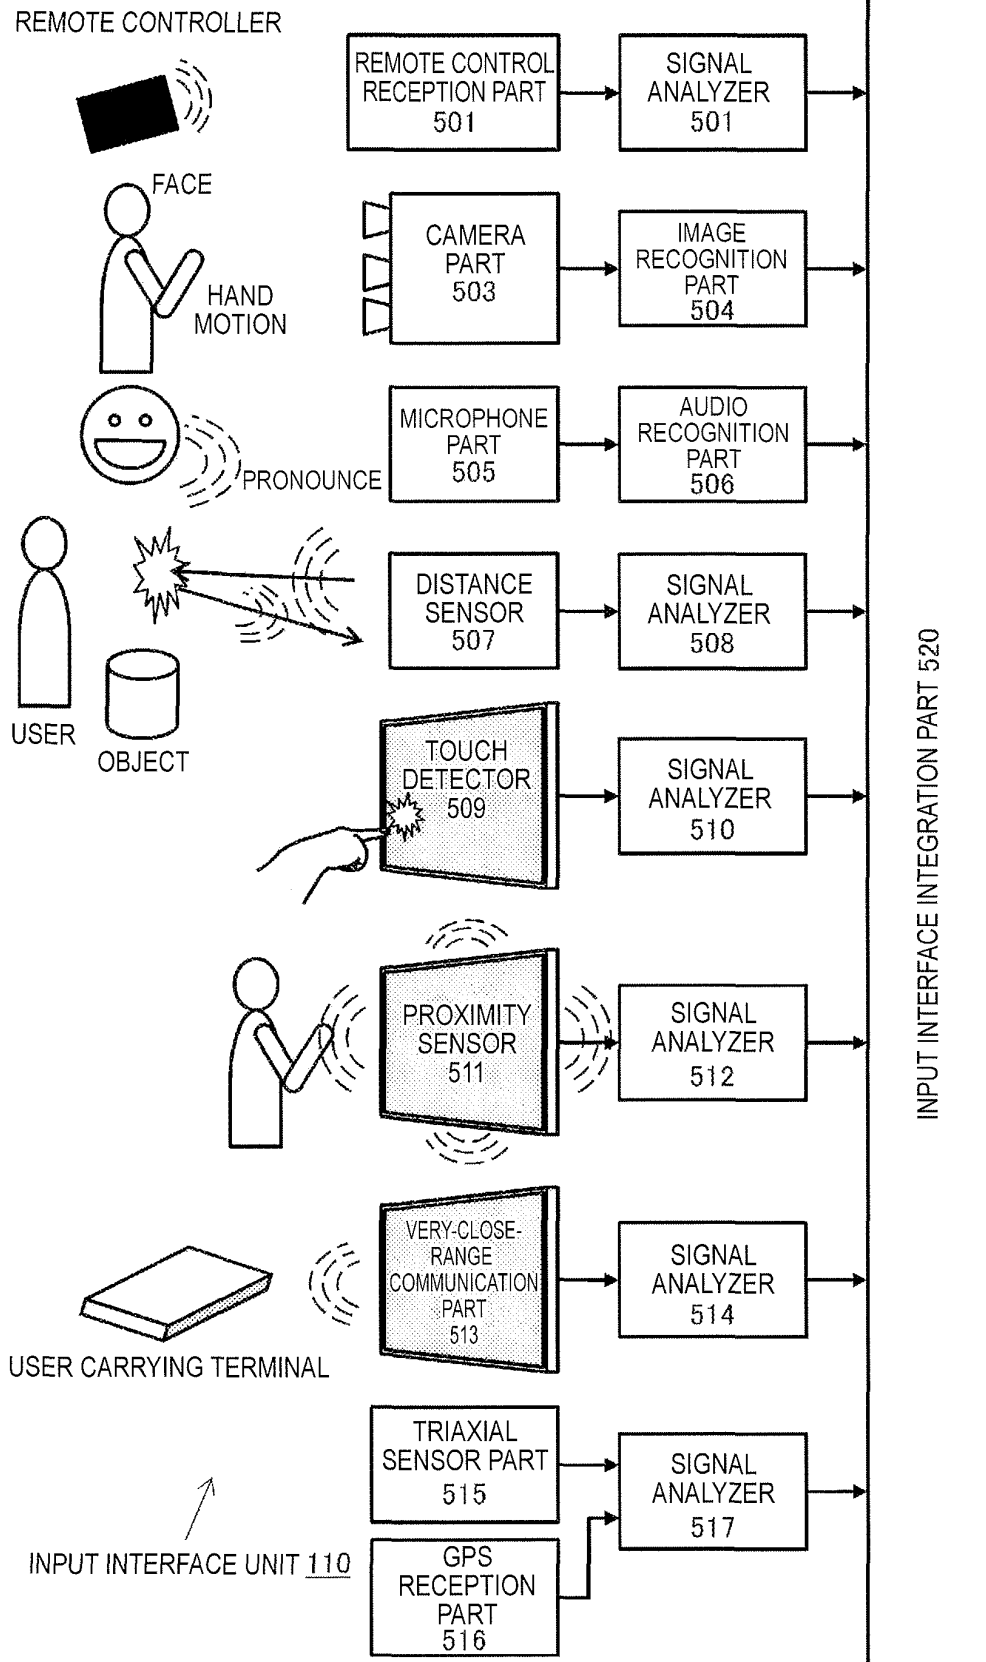 REMOTE CONTROLLER
REMOTE CONTROL
RECEPTION PART
501
SIGNAL
ANALYZER
501
FACE
HAND
MOTION
CAMERA
PART
503
IMAGE
RECOGNITION
PART
504
PRONOUNCE
MICROPHONE
PART
505
AUDIO
RECOGNITION
PART
506
USER
OBJECT
DISTANCE
SENSOR
507
SIGNAL
ANALYZER
508
TOUCH
DETECTOR
509
SIGNAL
ANALYZER
510
PROXIMITY
SENSOR
511
SIGNAL
ANALYZER
512
USER CARRYING TERMINAL
VERY-CLOSE-
RANGE
COMMUNICATION
PART
513
SIGNAL
ANALYZER
514
TRIAXIAL
SENSOR PART
515
GPS
RECEPTION
PART
516
SIGNAL
ANALYZER
517
INPUT INTERFACE UNIT 110
INPUT INTERFACE INTEGRATION PART 520